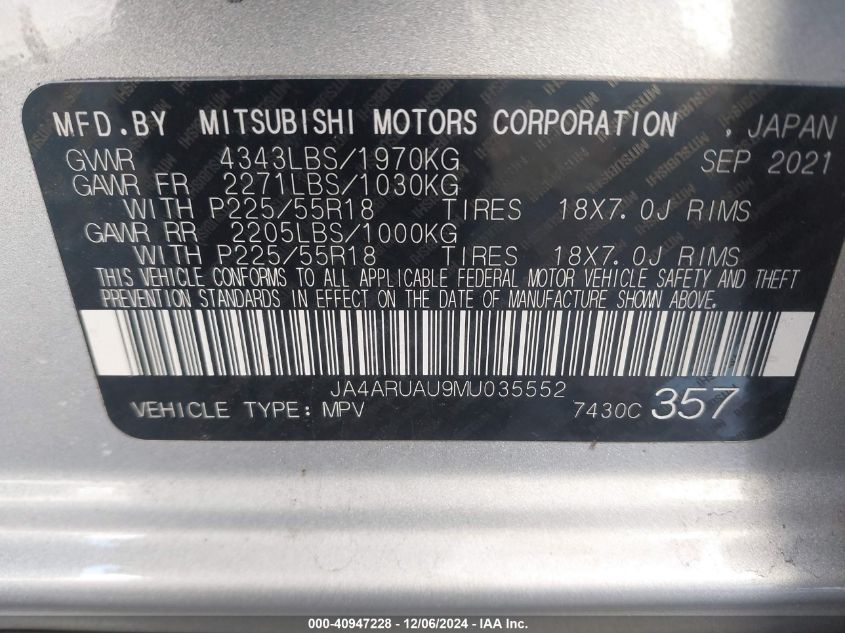 MFD.BY MITSUBISHI MOTORS CORPORATION , JAPAN
GVWR 4343LBS/1970KG SEP 2021
GAWR FR 2271LBS/1030KG
WITH P225/55R18 TIRES 18X7.0J RIMS
GAWR RR 2205LBS/1000KG
WITH P225/55R18 TIRES 18X7.0J RIMS
THIS VEHICLE CONFORMS TO ALL APPLICABLE FEDERAL MOTOR VEHICLE SAFETY AND THEFT
PREVENTION STANDARDS IN EFFECT ON THE DATE OF MANUFACTURE SHOWN ABOVE.
JA4ARUAU9MU035552
VEHICLE TYPE: MPV 7430C 357
000-40947228 - 12/06/2024 - IAA Inc.